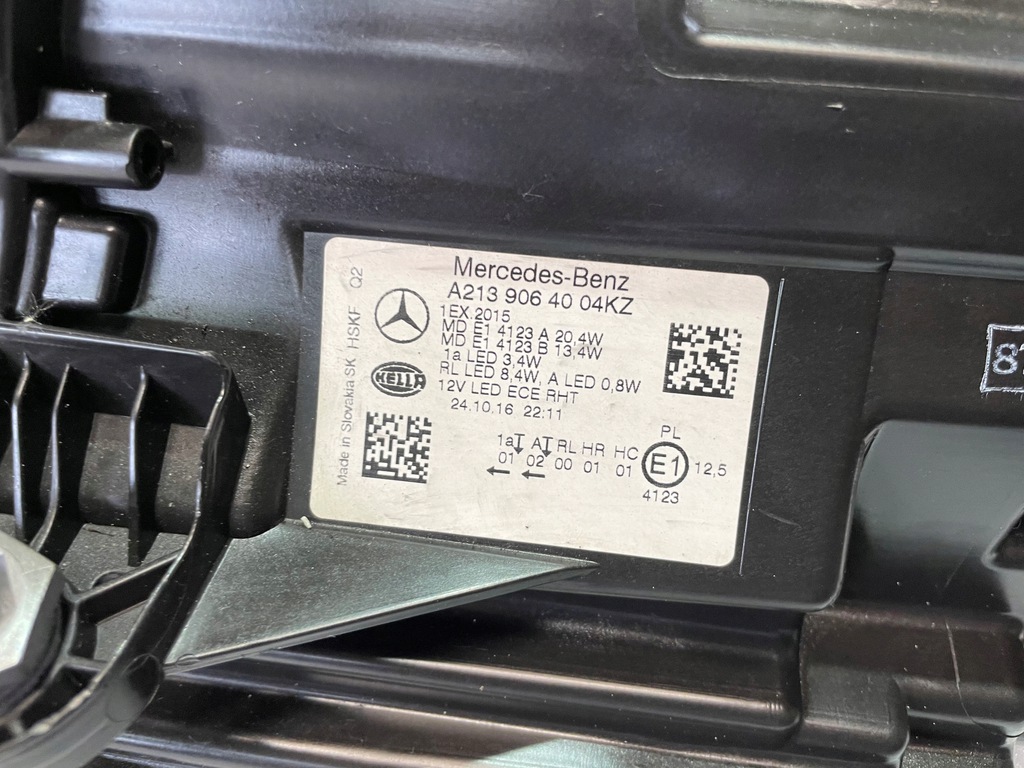 Mercedes-Benz
A213 906 40 04KZ
1EX.2015
MD E1 4123 A 20,4W
MD E1 4123 B 13,4W
1a LED 3,4W
RL LED 8,4W, A LED 0,8W
12V LED ECE RHT
24.10.16 22:11
HELLA
Made in Slovakia SK HSKF Q2
1a A RL HR HC
01 02 00 01 01
PL
E1
12,5
4123